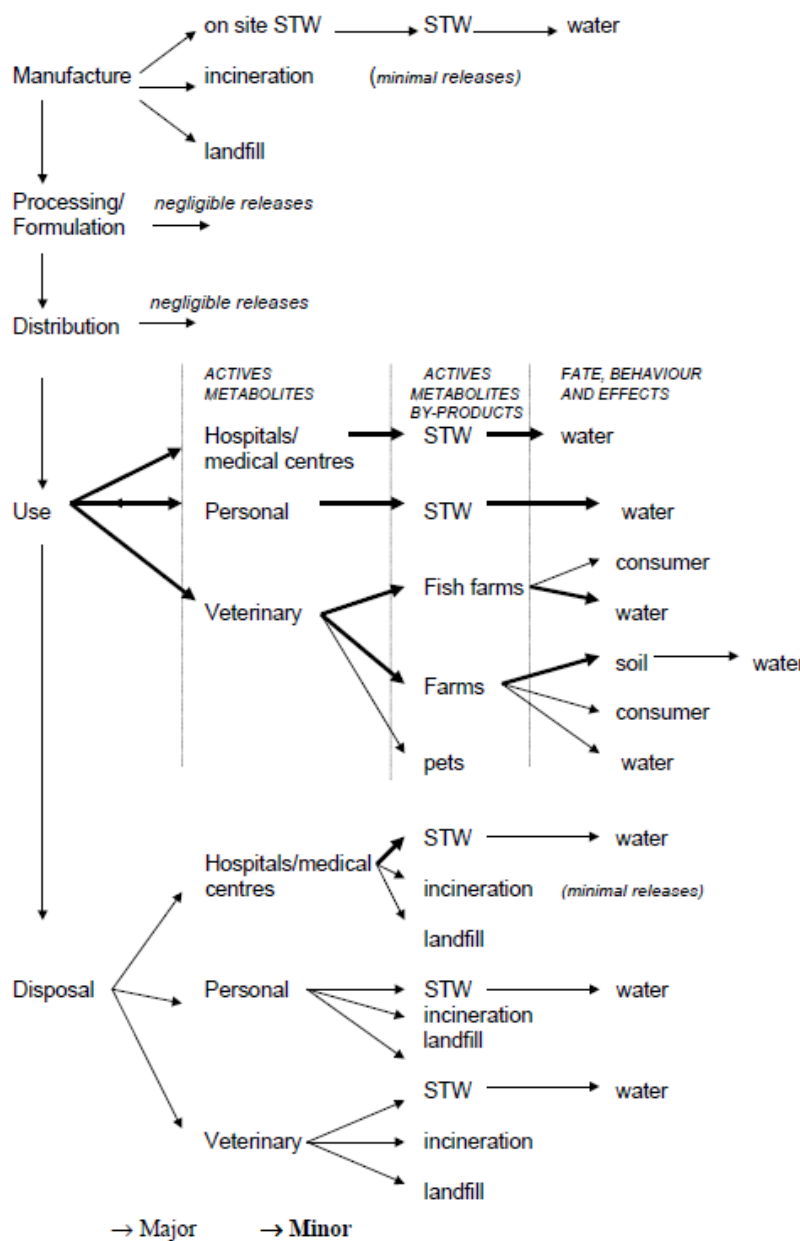 on site STW STW water
Manufacture incineration (minimal releases)
landfill
Processing/ negligible releases
Formulation
negligible releases
Distribution
ACTIVES ACTIVES FATE, BEHAVIOUR
METABOLITES METABOLITES AND EFFECTS
BY-PRODUCTS
Hospitals/ STW water
medical centres
Use Personal STW water
consumer
Fish farms
Veterinary water
soil water
Farms
consumer
pets water
STW water
Hospitals/medical
centres incineration (minimal releases)
landfill
Disposal Personal STW water
incineration
landfill
STW water
Veterinary incineration
landfill
→ Major → Minor